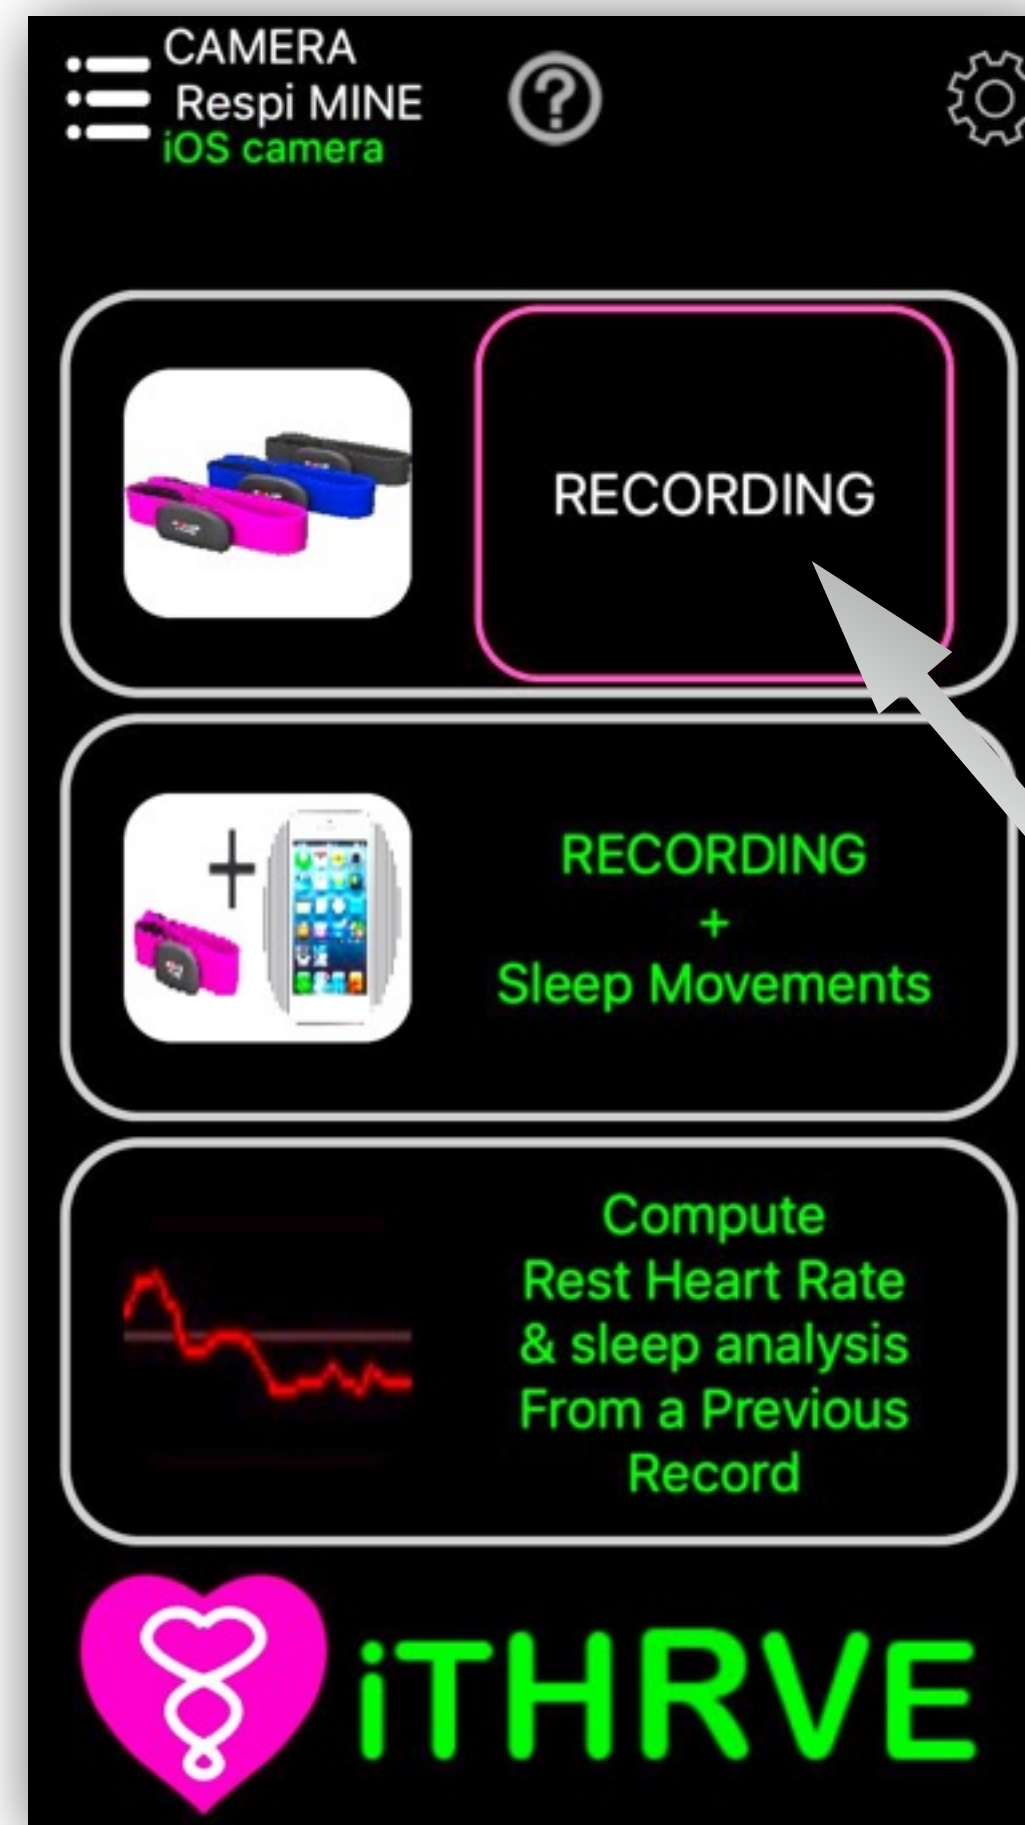 CAMERA
Respi MINE
iOS camera
?
RECORDING
+
RECORDING
+
Sleep Movements
Compute
Rest Heart Rate
& sleep analysis
From a Previous
Record
iTHRVE